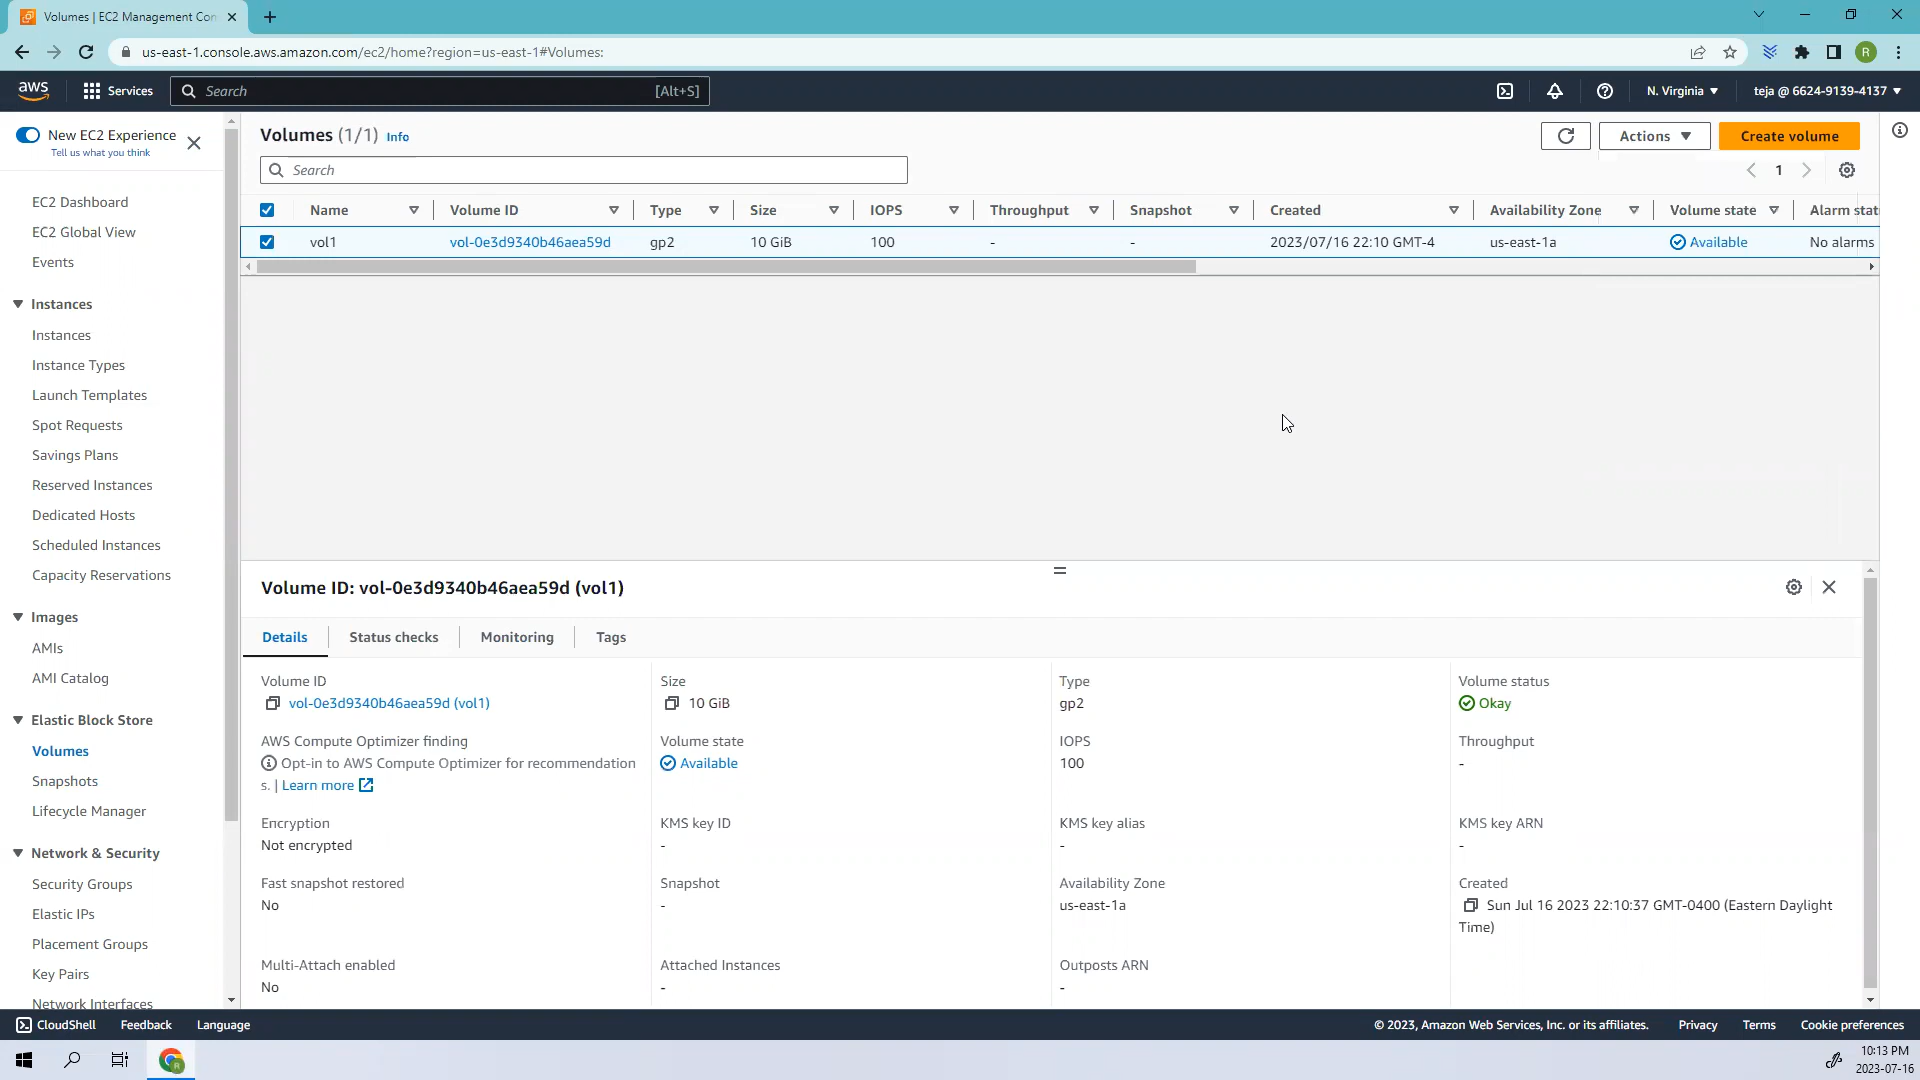 Volumes | EC2 Management Con
us-east-1.console.aws.amazon.com/ec2/home?region=us-east-1#Volumes:
R
aws
Services
Search
[Alt+S]
N. Virginia
teja @ 6624-9139-4137
New EC2 Experience
Tell us what you think
EC2 Dashboard
EC2 Global View
Events
Instances
Instances
Instance Types
Launch Templates
Spot Requests
Savings Plans
Reserved Instances
Dedicated Hosts
Scheduled Instances
Capacity Reservations
Images
AMIs
AMI Catalog
Elastic Block Store
Volumes
Snapshots
Lifecycle Manager
Network & Security
Security Groups
Elastic IPs
Placement Groups
Key Pairs
Network Interfaces
Volumes (1/1) Info
Actions
Create volume
Search
1
Name Volume ID Type Size IOPS Throughput Snapshot Created Availability Zone Volume state Alarm stat
vol1 vol-0e3d9340b46aea59d gp2 10 GiB 100 - - 2023/07/16 22:10 GMT-4 us-east-1a Available No alarms
Volume ID: vol-0e3d9340b46aea59d (vol1)
Details Status checks Monitoring Tags
Volume ID Size Type Volume status
vol-0e3d9340b46aea59d (vol1) 10 GiB gp2 Okay
AWS Compute Optimizer finding Volume state IOPS Throughput
Opt-in to AWS Compute Optimizer for recommendation Available 100 -
s. | Learn more
Encryption KMS key ID KMS key alias KMS key ARN
Not encrypted - - -
Fast snapshot restored Snapshot Availability Zone Created
No - us-east-1a Sun Jul 16 2023 22:10:37 GMT-0400 (Eastern Daylight
Time)
Multi-Attach enabled Attached Instances Outposts ARN
No - -
CloudShell Feedback Language
© 2023, Amazon Web Services, Inc. or its affiliates. Privacy Terms Cookie preferences
R
10:13 PM
2023-07-16